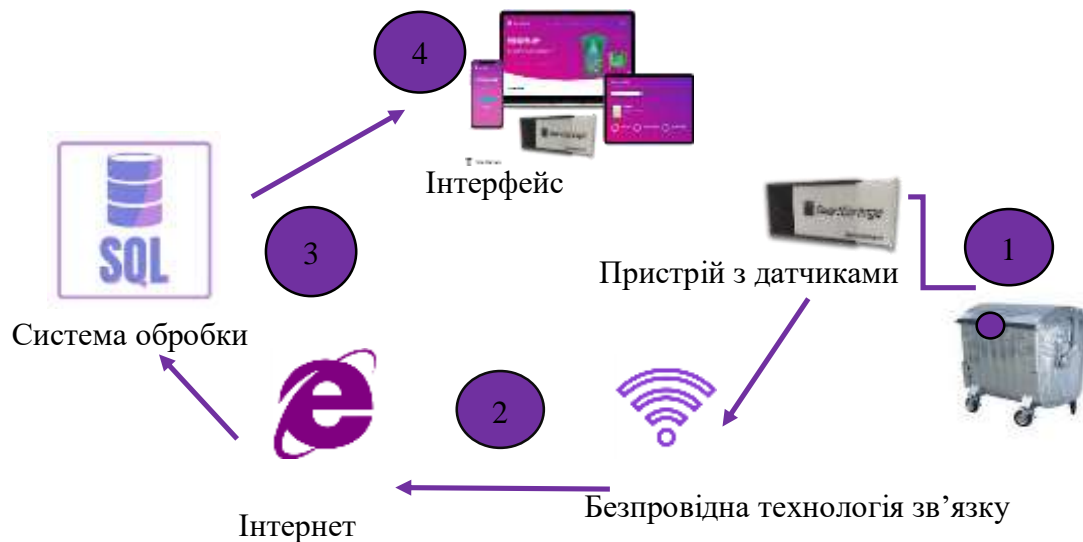 4
Інтерфейс
SQL
3
1
Пристрій з датчиками
Система обробки
2
Безпровідна технологія зв’язку
Інтернет